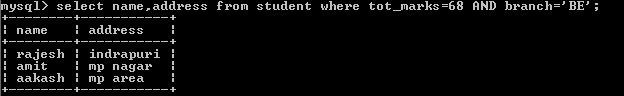 mysql> select name,address from student where tot_marks=68 AND branch='BE';
+--------+-----------+
| name   | address   |
+--------+-----------+
| rajesh | indrapuri |
| amit   | mp nagar  |
| aakash | mp area   |
+--------+-----------+